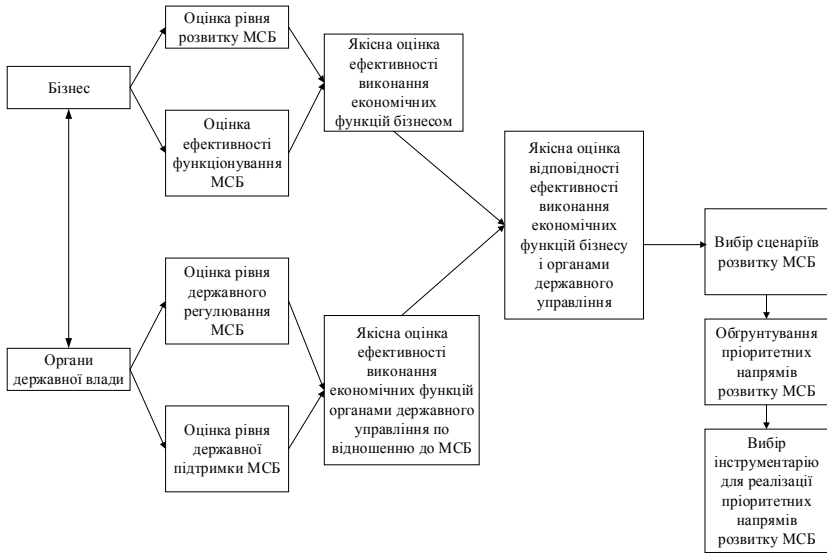 Оцінка рівня
розвитку МСБ
Бізнес
Оцінка
ефективності
функціонування
МСБ
Якісна оцінка
ефективності
виконання
економічних
функцій бізнесом
Органи
державної влади
Оцінка рівня
державного
регулювання
МСБ
Оцінка рівня
державної
підтримки МСБ
Якісна оцінка
ефективності
виконання
економічних функцій
органами державного
управління по
відношенню до МСБ
Якісна оцінка
відповідності
ефективності
виконання
економічних
функцій бізнесу
і органами
державного
управління
Вибір сценаріїв
розвитку МСБ
Обґрунтування
пріоритетних
напрямів
розвитку МСБ
Вибір
інструментарію
для реалізації
пріоритетних
напрямів
розвитку МСБ